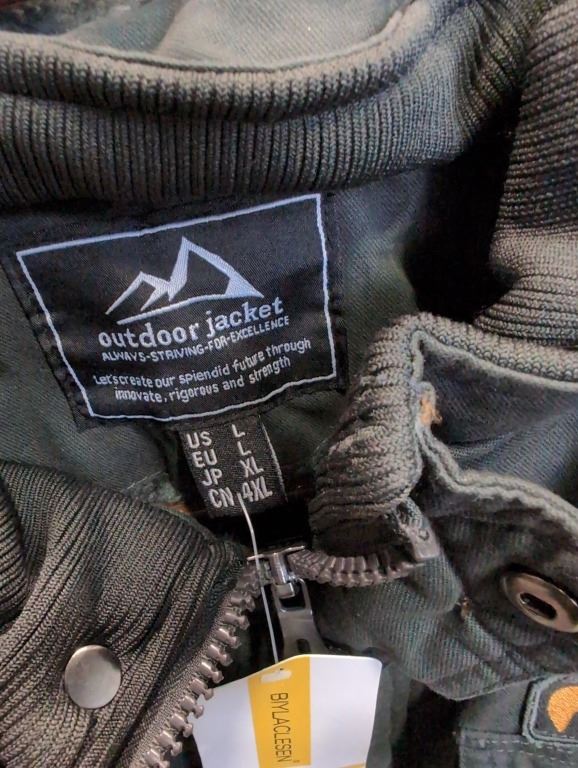 outdoor jacket
ALWAYS-STRIVING-FOR-EXCELLENCE
Let's create our splendid future through
innovate, rigorous and strength
US L
EU L
JP XL
CN 4XL
BIYLACLESEN®